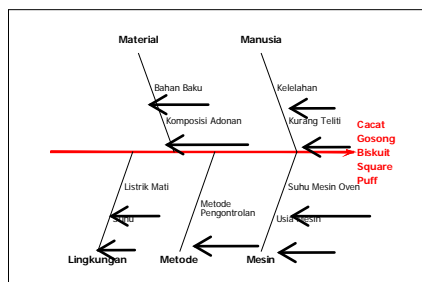 Material
Manusia
Bahan Baku
Kelelahan
Komposisi Adonan
Kurang Teliti
Cacat
Gosong
Biskuit
Square
Puff
Listrik Mati
Suhu Mesin Oven
Metode
Pengontrolan
Suhu
Usia Mesin
Lingkungan
Metode
Mesin